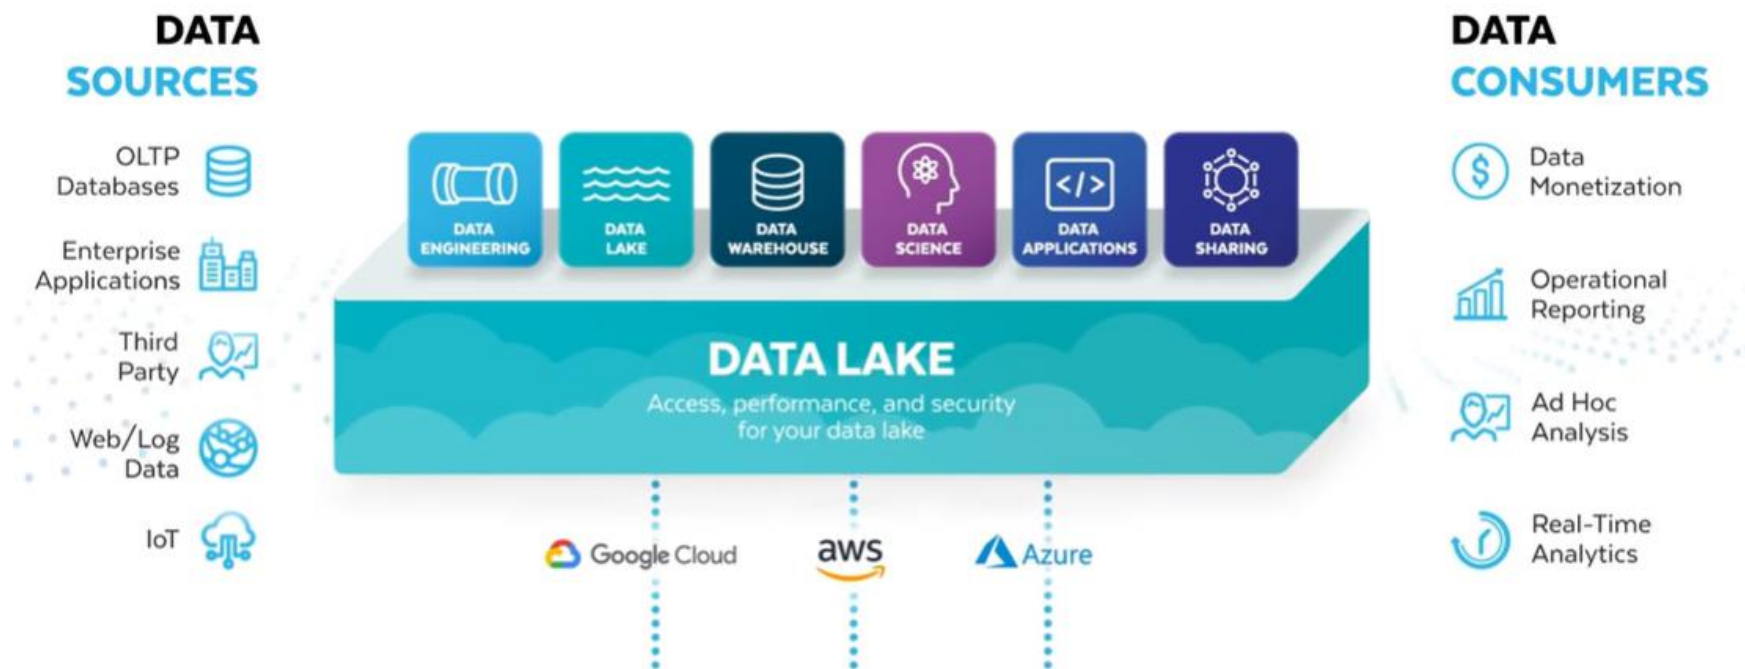 DATA
SOURCES
OLTP
Databases
Enterprise
Applications
Third
Party
Web/Log
Data
IoT
DATA
ENGINEERING
DATA
LAKE
DATA
WAREHOUSE
DATA
SCIENCE
</>
DATA
APPLICATIONS
DATA
SHARING
DATA LAKE
Access, performance, and security
for your data lake
Google Cloud
aws
Azure
DATA
CONSUMERS
$
Data
Monetization
Operational
Reporting
Ad Hoc
Analysis
Real-Time
Analytics